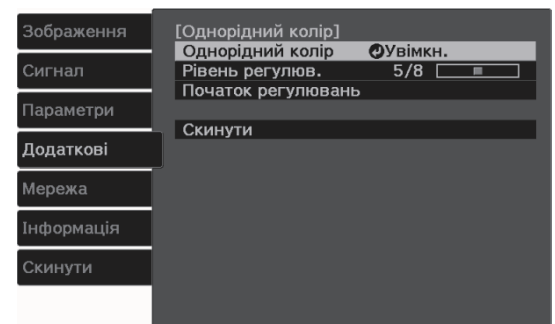 Зображення
Сигнал
Параметри
Додаткові
Мережа
Інформація
Скинути
[Однорідний колір]
Однорідний колір Увімкн.
Рівень регулюв. 5/8
Початок регулювань
Скинути